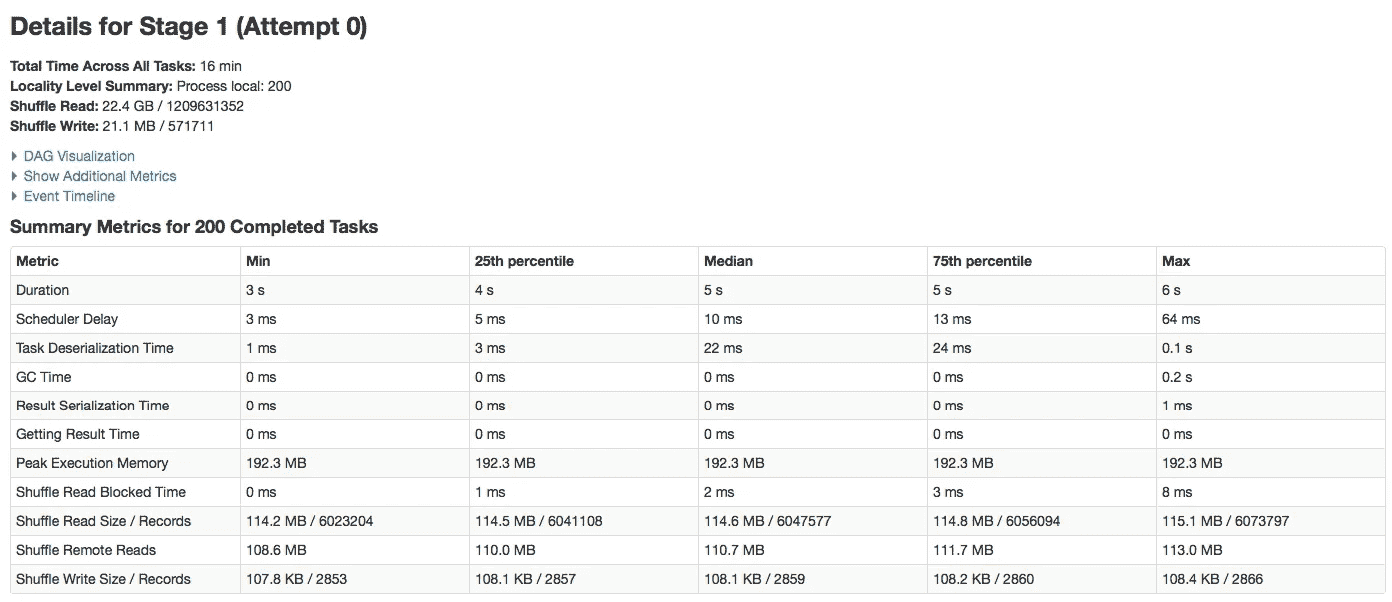 Details for Stage 1 (Attempt 0)
Total Time Across All Tasks: 16 min
Locality Level Summary: Process local: 200
Shuffle Read: 22.4 GB / 1209631352
Shuffle Write: 21.1 MB / 571711
DAG Visualization
Show Additional Metrics
Event Timeline
Summary Metrics for 200 Completed Tasks
Metric Min 25th percentile Median 75th percentile Max
Duration 3 s 4 s 5 s 5 s 6 s
Scheduler Delay 3 ms 5 ms 10 ms 13 ms 64 ms
Task Deserialization Time 1 ms 3 ms 22 ms 24 ms 0.1 s
GC Time 0 ms 0 ms 0 ms 0 ms 0.2 s
Result Serialization Time 0 ms 0 ms 0 ms 0 ms 1 ms
Getting Result Time 0 ms 0 ms 0 ms 0 ms 0 ms
Peak Execution Memory 192.3 MB 192.3 MB 192.3 MB 192.3 MB 192.3 MB
Shuffle Read Blocked Time 0 ms 1 ms 2 ms 3 ms 8 ms
Shuffle Read Size / Records 114.2 MB / 6023204 114.5 MB / 6041108 114.6 MB / 6047577 114.8 MB / 6056094 115.1 MB / 6073797
Shuffle Remote Reads 108.6 MB 110.0 MB 110.7 MB 111.7 MB 113.0 MB
Shuffle Write Size / Records 107.8 KB / 2853 108.1 KB / 2857 108.1 KB / 2859 108.2 KB / 2860 108.4 KB / 2866